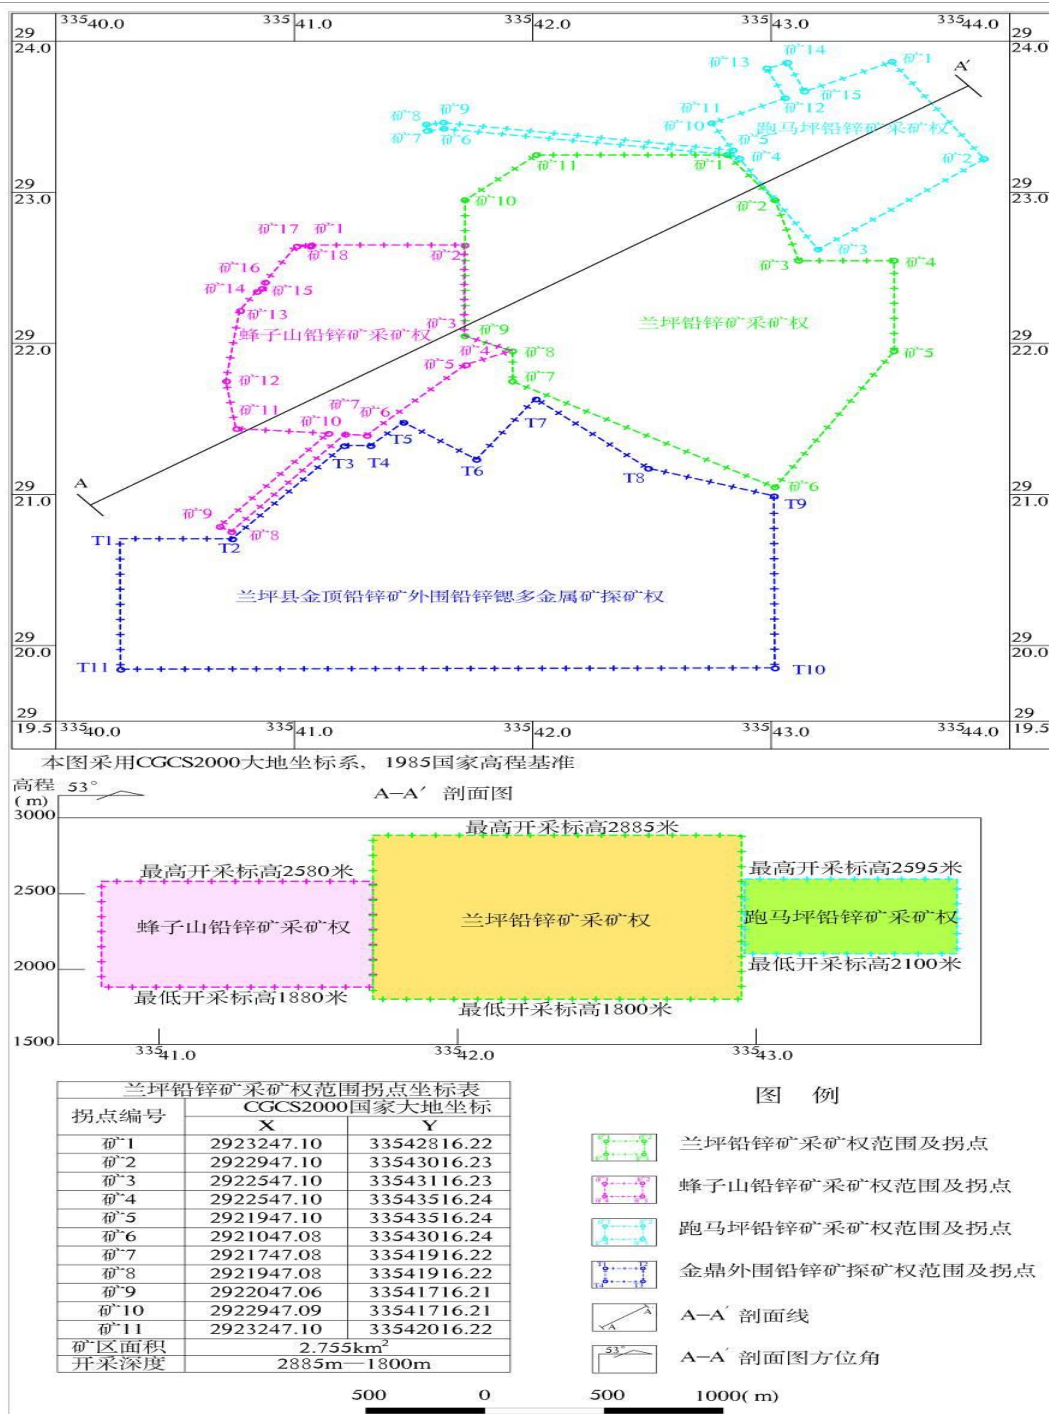 33540.0 41.0 33542.0 33543.0 33544.0
29
24.0
29
24.0
矿14
矿13
矿1
A′
矿15
矿12
矿11
矿9
矿8
矿10
跑马坪铅锌矿采矿权
矿7
矿6
矿5
矿4
矿2
矿11
矿1
29
23.0
29
23.0
矿10
矿2
矿17
矿1
矿18
矿2
矿3
矿3
矿4
矿16
矿14
矿15
矿13
蜂子山铅锌矿采矿权
矿3
矿9
兰坪铅锌矿采矿权
29
22.0
29
22.0
矿4
矿8
矿5
矿5
矿12
矿7
矿11
矿10
矿7
矿6
T7
T5
T3 T4
T6
T8
A
矿6
29
21.0
29
21.0
T9
矿9
矿8
T1
T2
兰坪县金顶铅锌矿外围铅锌锶多金属矿探矿权
29
20.0
29
20.0
T11
T10
29
19.5
29
19.5
33540.0 33541.0 33542.0 33543.0 33544.0
本图采用CGCS2000大地坐标系，1985国家高程基准
高程
(m)
53°
A-A′ 剖面图
3000
最高开采标高2885米
最高开采标高2580米
最高开采标高2595米
2500
蜂子山铅锌矿采矿权
兰坪铅锌矿采矿权
跑马坪铅锌矿采矿权
2000
最低开采标高2100米
最低开采标高1880米
最低开采标高1800米
1500
33541.0 33542.0 33543.0
兰坪铅锌矿采矿权范围拐点坐标表
拐点编号 CGCS2000国家大地坐标
X Y
矿1 2923247.10 33542816.22
矿2 2922947.10 33543016.23
矿3 2922547.10 33543116.23
矿4 2922547.10 33543516.24
矿5 2921947.10 33543516.24
矿6 2921047.08 33543016.24
矿7 2921747.08 33541916.22
矿8 2921947.08 33541916.22
矿9 2922047.06 33541716.21
矿10 2922947.09 33541716.21
矿11 2923247.10 33542016.22
矿区面积 2.755km²
开采深度 2885m—1800m
图 例
兰坪铅锌矿采矿权范围及拐点
蜂子山铅锌矿采矿权范围及拐点
跑马坪铅锌矿采矿权范围及拐点
金鼎外围铅锌矿探矿权范围及拐点
A-A′ 剖面线
53° A-A′ 剖面图方位角
500 0 500 1000(m)